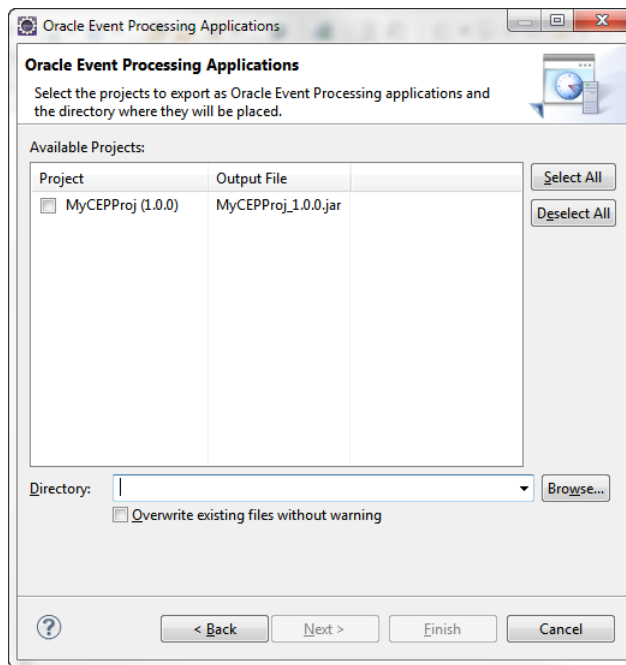 Oracle Event Processing Applications
Oracle Event Processing Applications
Select the projects to export as Oracle Event Processing applications and
the directory where they will be placed.
Available Projects:
Project Output File
MyCEPProj (1.0.0) MyCEPProj_1.0.0.jar
Select All
Deselect All
Directory: Browse...
Overwrite existing files without warning
? < Back Next > Finish Cancel